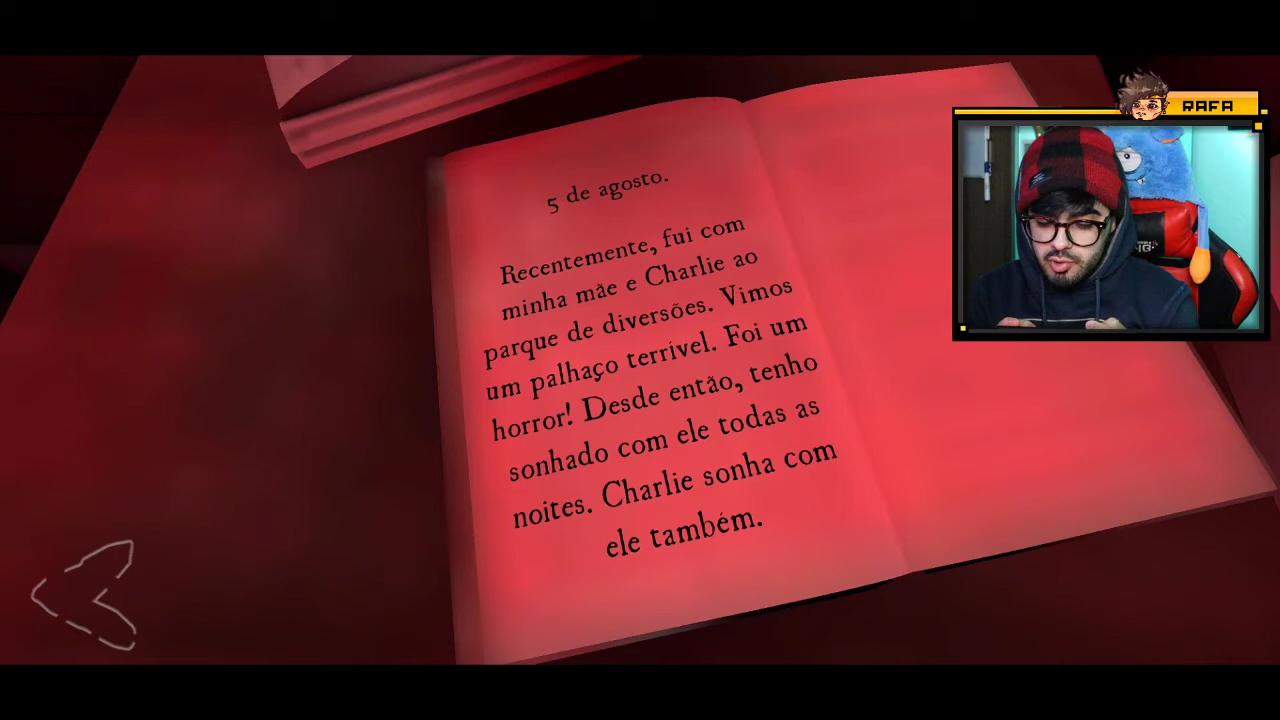 5 de agosto.
Recentemente, fui com
minha mãe e Charlie ao
parque de diversões. Vimos
um palhaço terrível. Foi um
horror! Desde então, tenho
sonhado com ele todas as
noites. Charlie sonha com
ele também.
RAFA